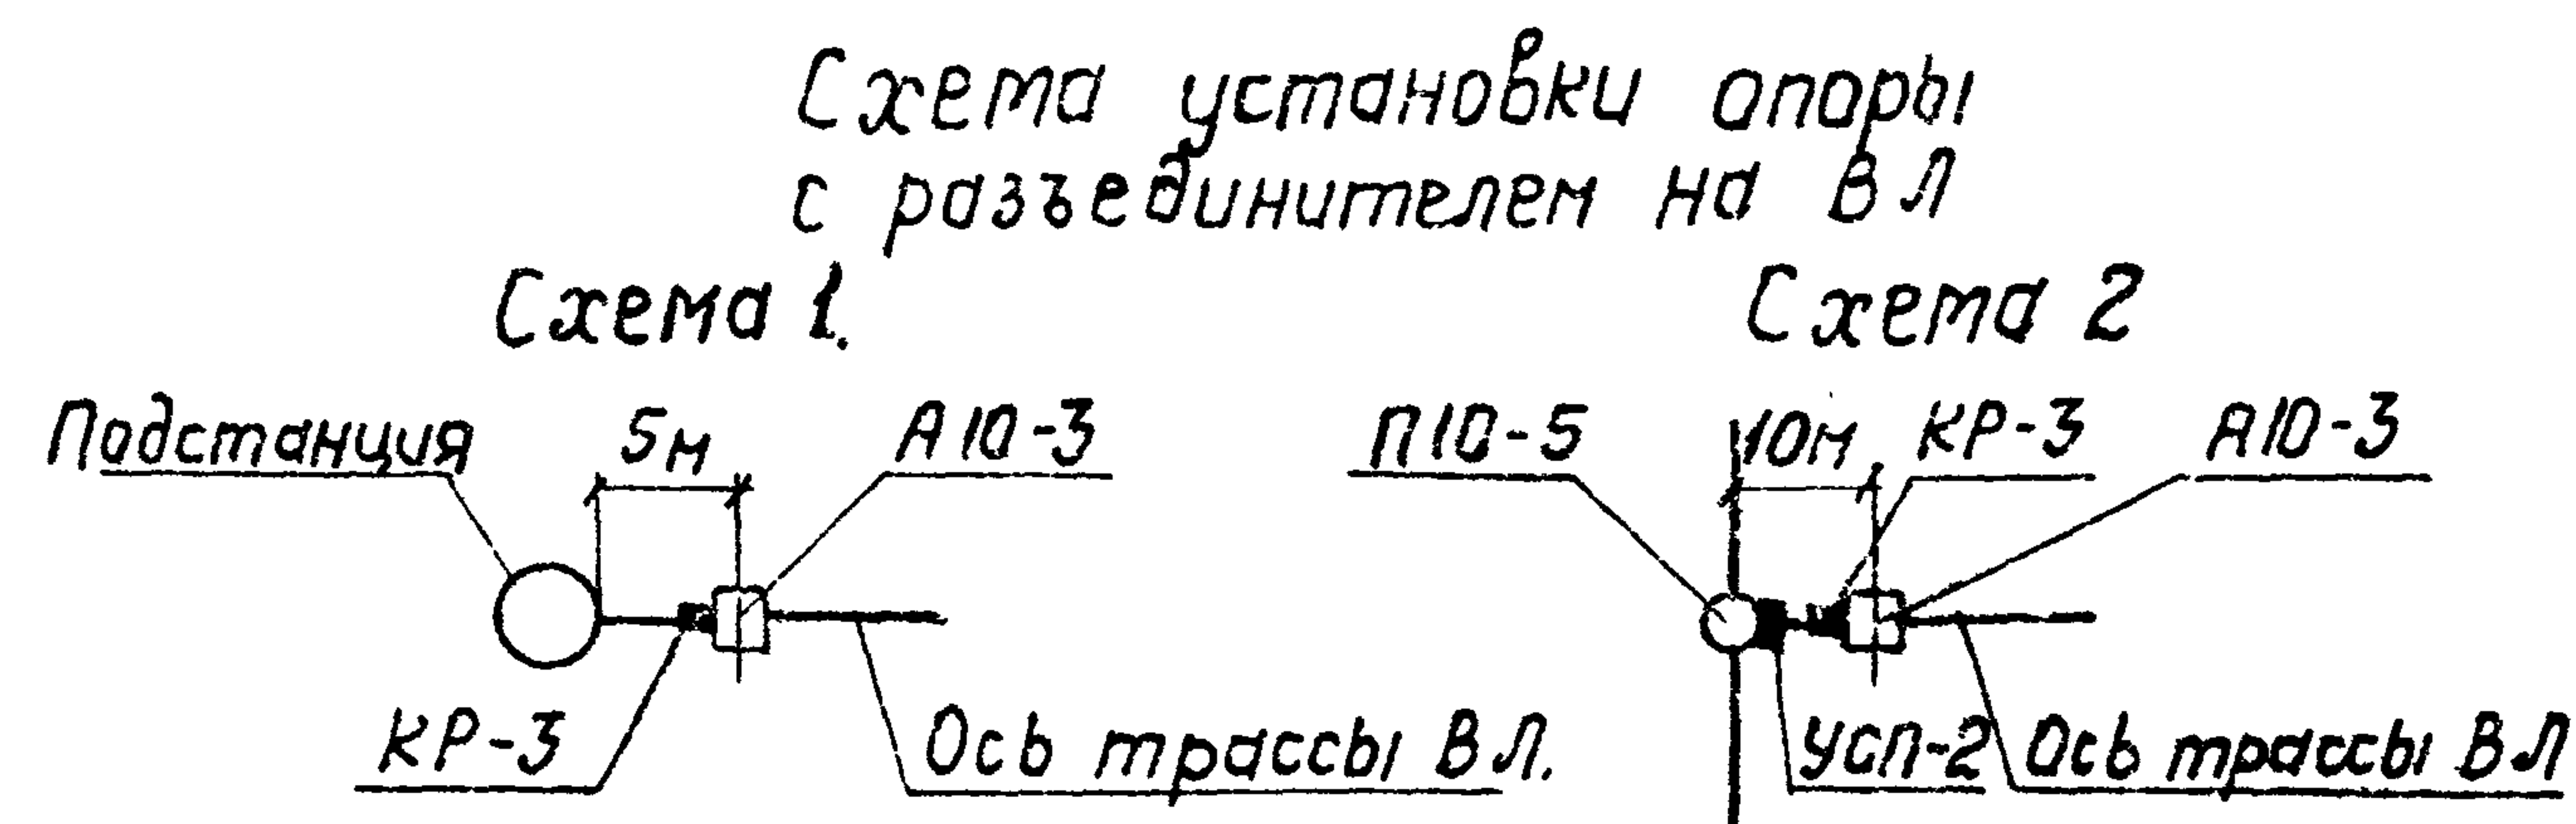 Схема установки опоры
с разъединителем на ВЛ
Схема 1.
Схема 2
Подстанция
5м
А10-3
П10-5
10м
КР-3
А10-3
КР-3
Ось трассы ВЛ.
УСП-2
Ось трассы ВЛ